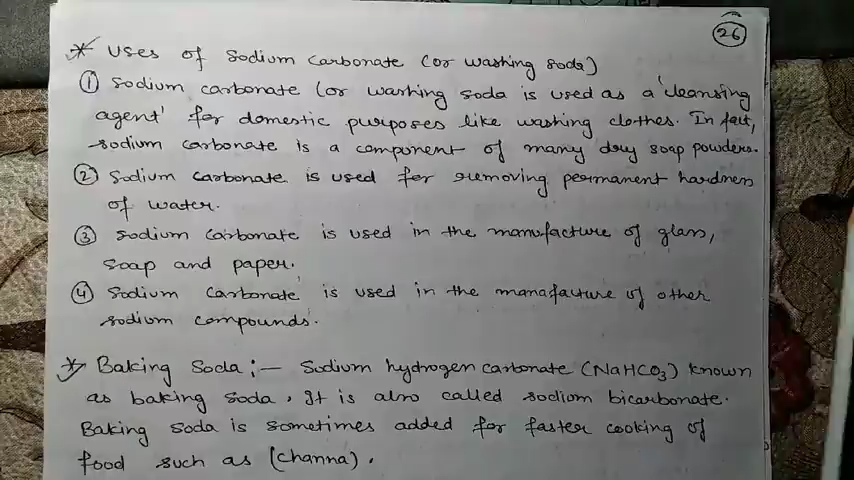 26
* Uses of Sodium Carbonate (or washing soda)
① Sodium carbonate (or washing soda is used as a 'cleansing
agent' for domestic purposes like washing clothes. In fact,
sodium carbonate is a component of many dry soap powders.
② Sodium carbonate is used for removing permanent hardness
of water.
③ Sodium carbonate is used in the manufacture of glass,
soap and paper.
④ Sodium Carbonate is used in the manafacture of other
sodium compounds.
* Baking Soda :— Sodium hydrogen carbonate (NaHCO₃) known
as baking soda, It is also called sodium bicarbonate.
Baking soda is sometimes added for faster cooking of
food such as (channa).